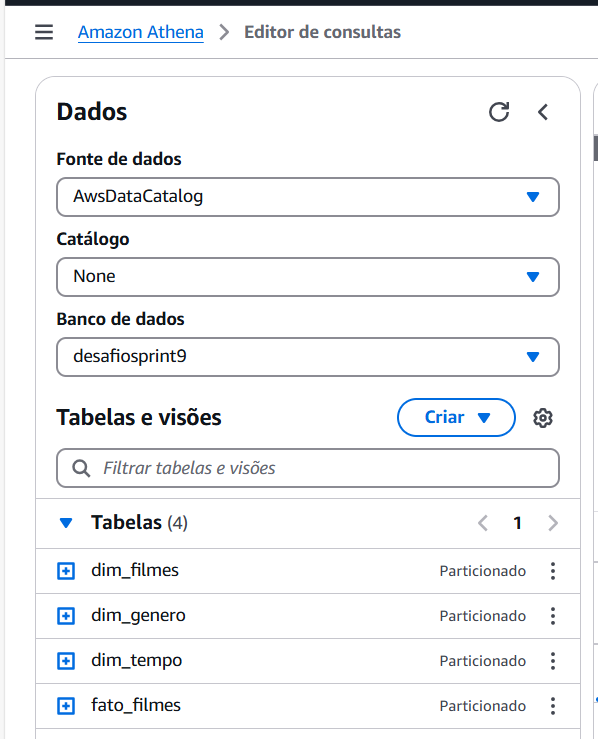 Amazon Athena > Editor de consultas
Dados
Fonte de dados
AwsDataCatalog
Catálogo
None
Banco de dados
desafiosprint9
Tabelas e visões
Criar
Filtrar tabelas e visões
Tabelas (4)
1
dim_filmes Particionado
dim_genero Particionado
dim_tempo Particionado
fato_filmes Particionado